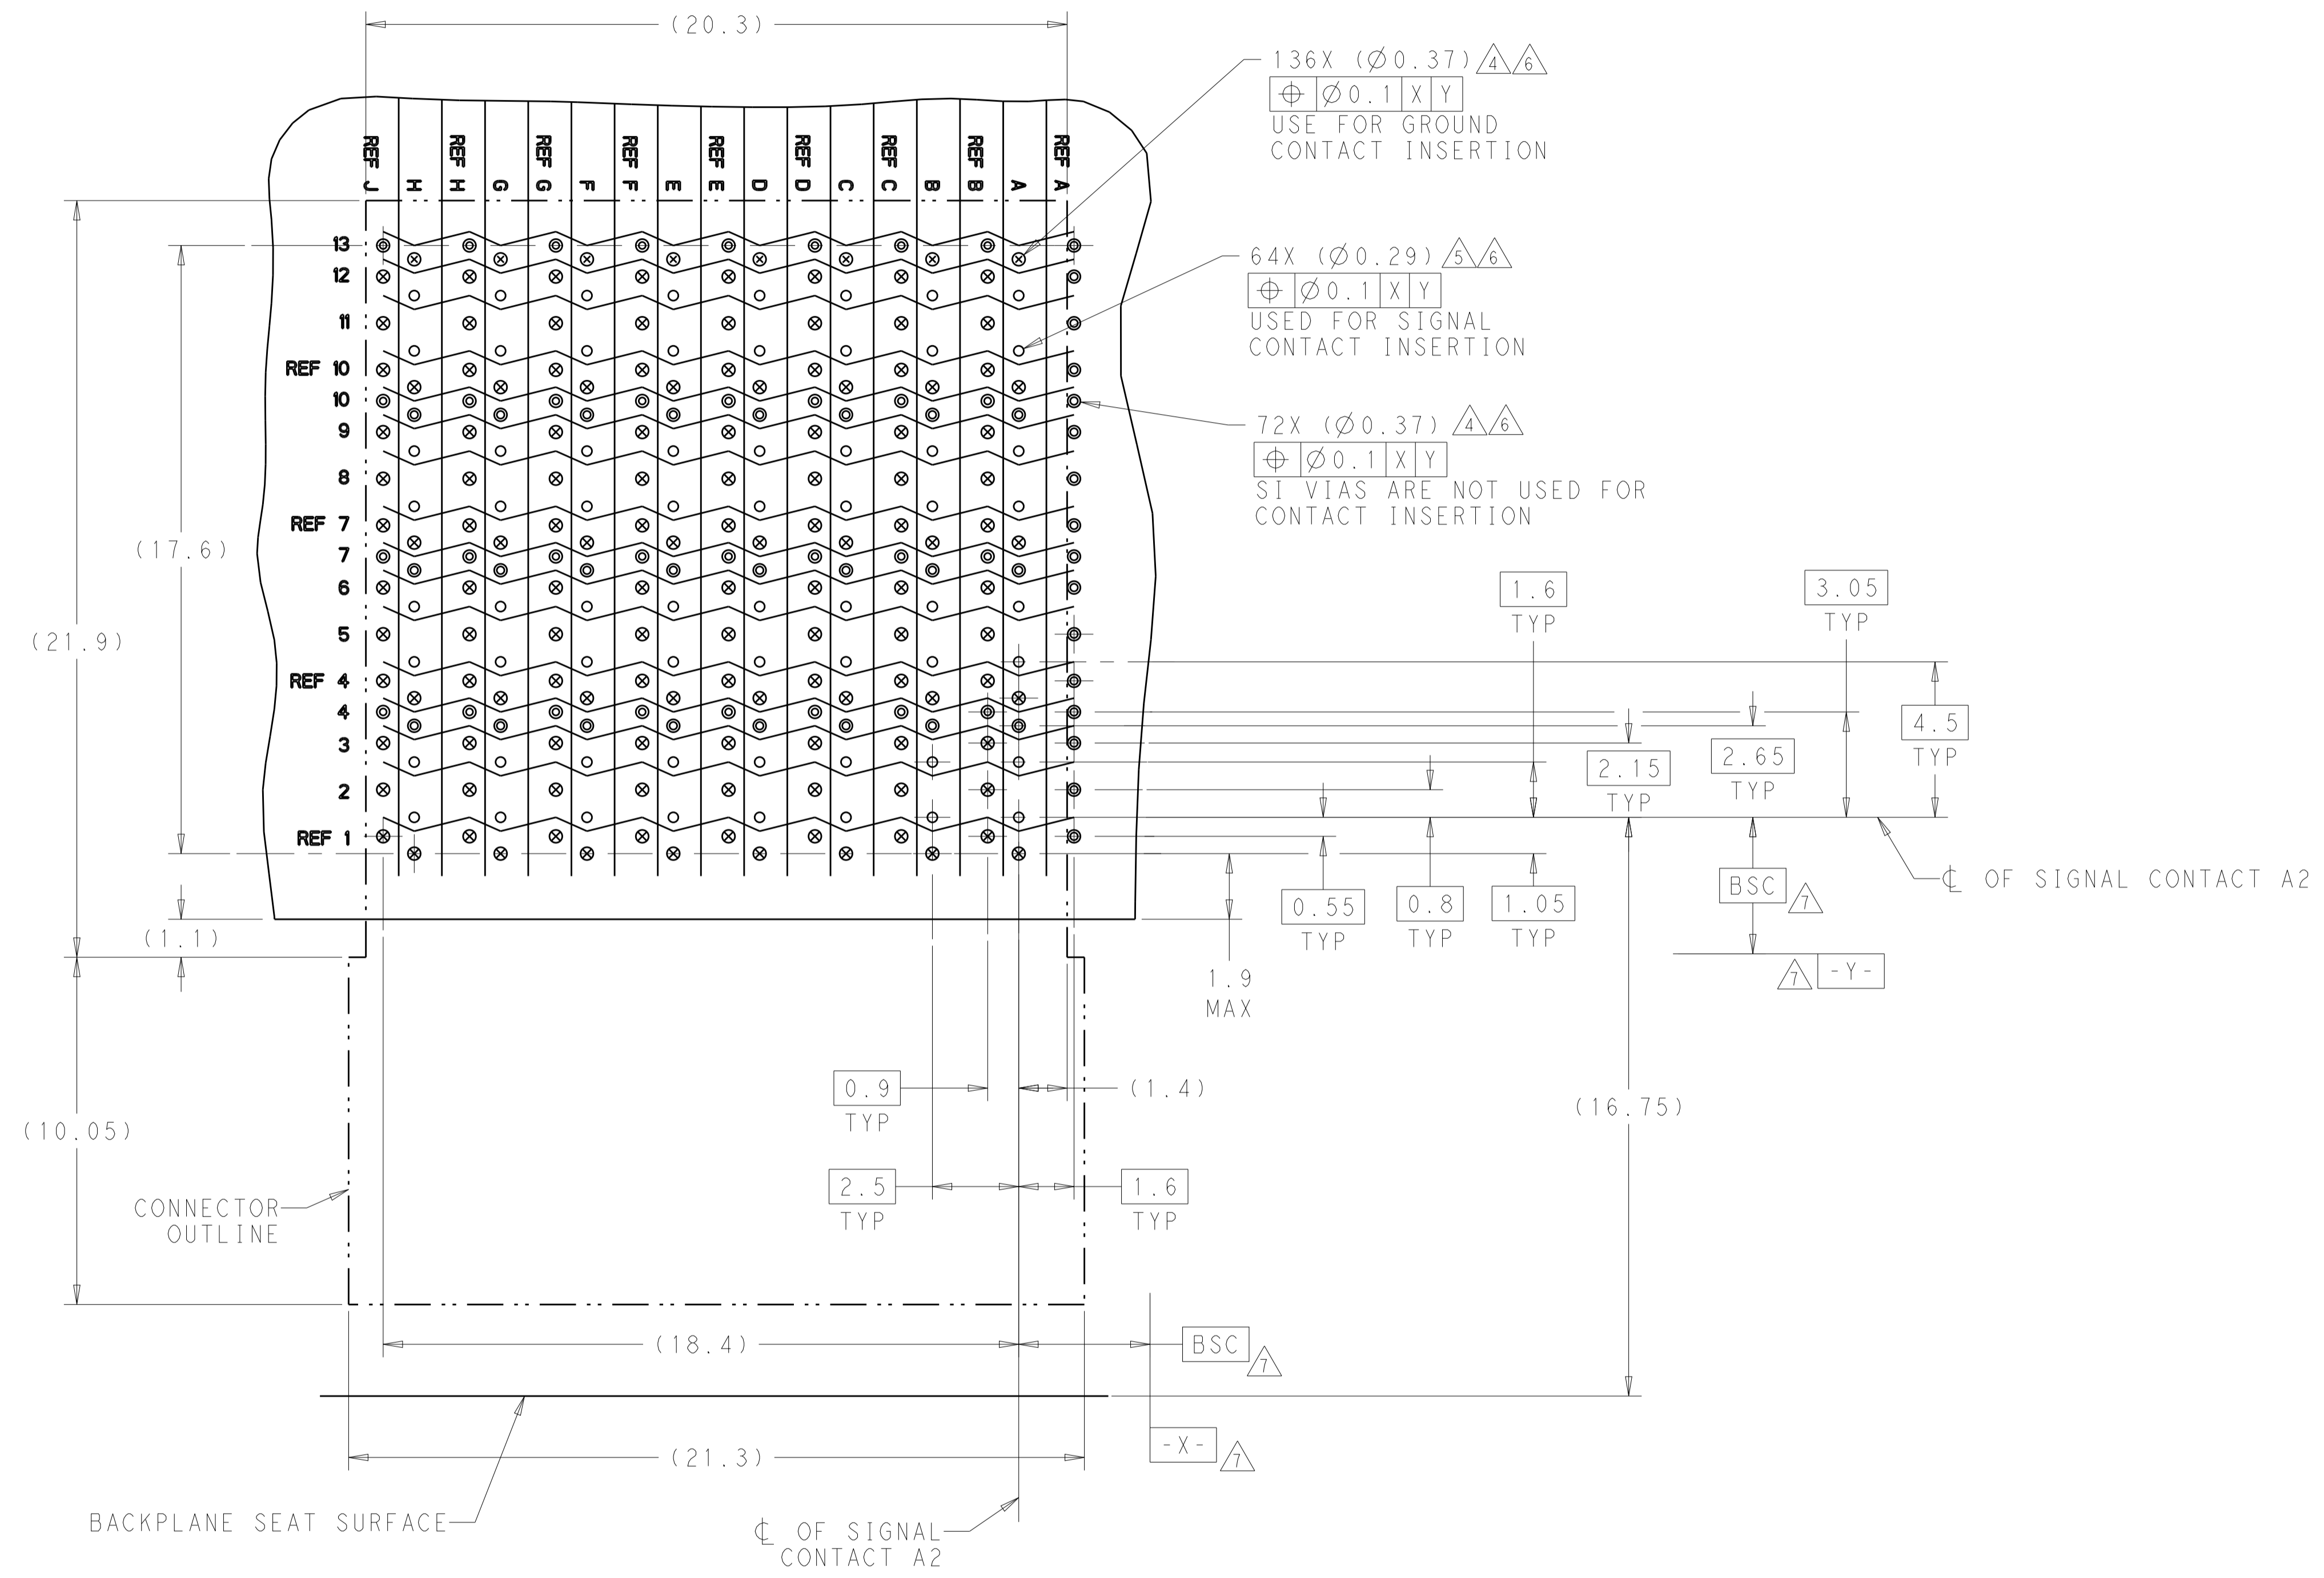 (20.3)
136X (Ø0.37) 4 6
⌖ Ø0.1 X Y
USE FOR GROUND
CONTACT INSERTION
REF J
H
REF H
G
REF G
F
REF F
E
REF E
D
REF D
C
REF C
B
REF B
A
REF A
64X (Ø0.29) 5 6
⌖ Ø0.1 X Y
USED FOR SIGNAL
CONTACT INSERTION
72X (Ø0.37) 4 6
⌖ Ø0.1 X Y
SI VIAS ARE NOT USED FOR
CONTACT INSERTION
13
12
11
REF 10
10
9
8
REF 7
7
6
5
REF 4
4
3
2
REF 1
(17.6)
(21.9)
(1.1)
(10.05)
1.6
TYP
3.05
TYP
4.5
TYP
2.15
TYP
2.65
TYP
0.55
TYP
0.8
TYP
1.05
TYP
BSC 7
℄ OF SIGNAL CONTACT A2
7 -Y-
1.9
MAX
0.9
TYP
(1.4)
(16.75)
2.5
TYP
1.6
TYP
CONNECTOR
OUTLINE
(18.4)
BSC 7
-X- 7
(21.3)
BACKPLANE SEAT SURFACE
℄ OF SIGNAL
CONTACT A2